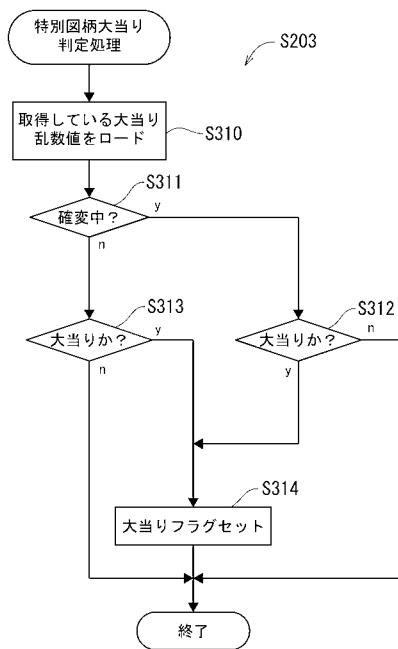 特別図柄大当り
判定処理
S203
取得している大当り
乱数値をロード
S310
S311
確変中?
y
n
S313
大当りか?
y
n
S312
大当りか?
n
y
S314
大当りフラグセット
終了